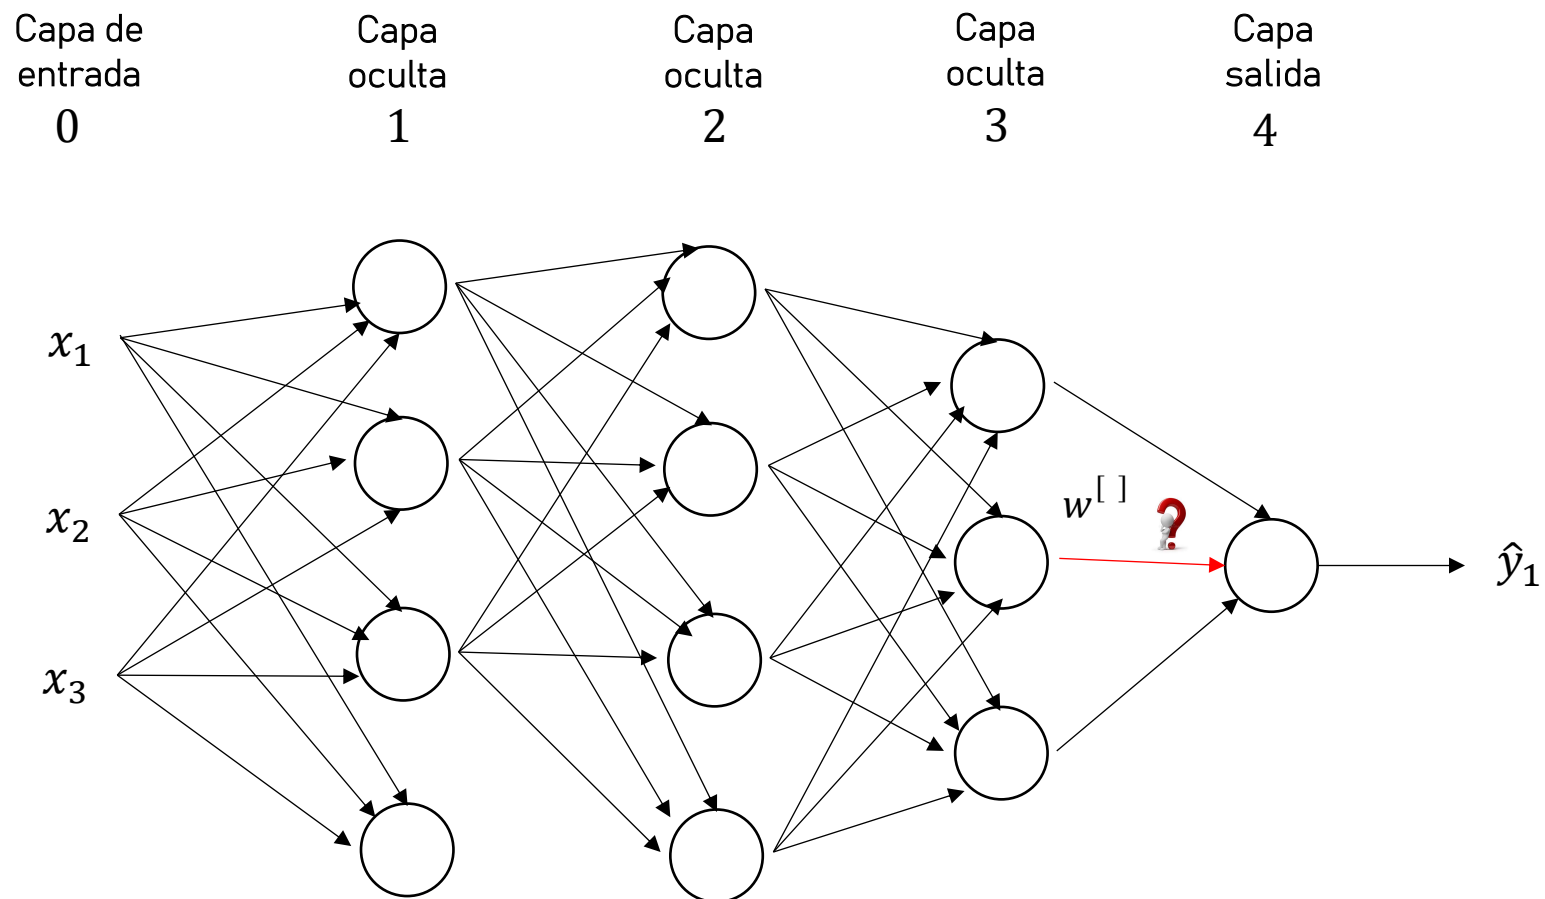 Capa de
entrada
0
Capa
oculta
1
Capa
oculta
2
Capa
oculta
3
Capa
salida
4
x₁
x₂
x₃
w[ ]
?
ŷ₁